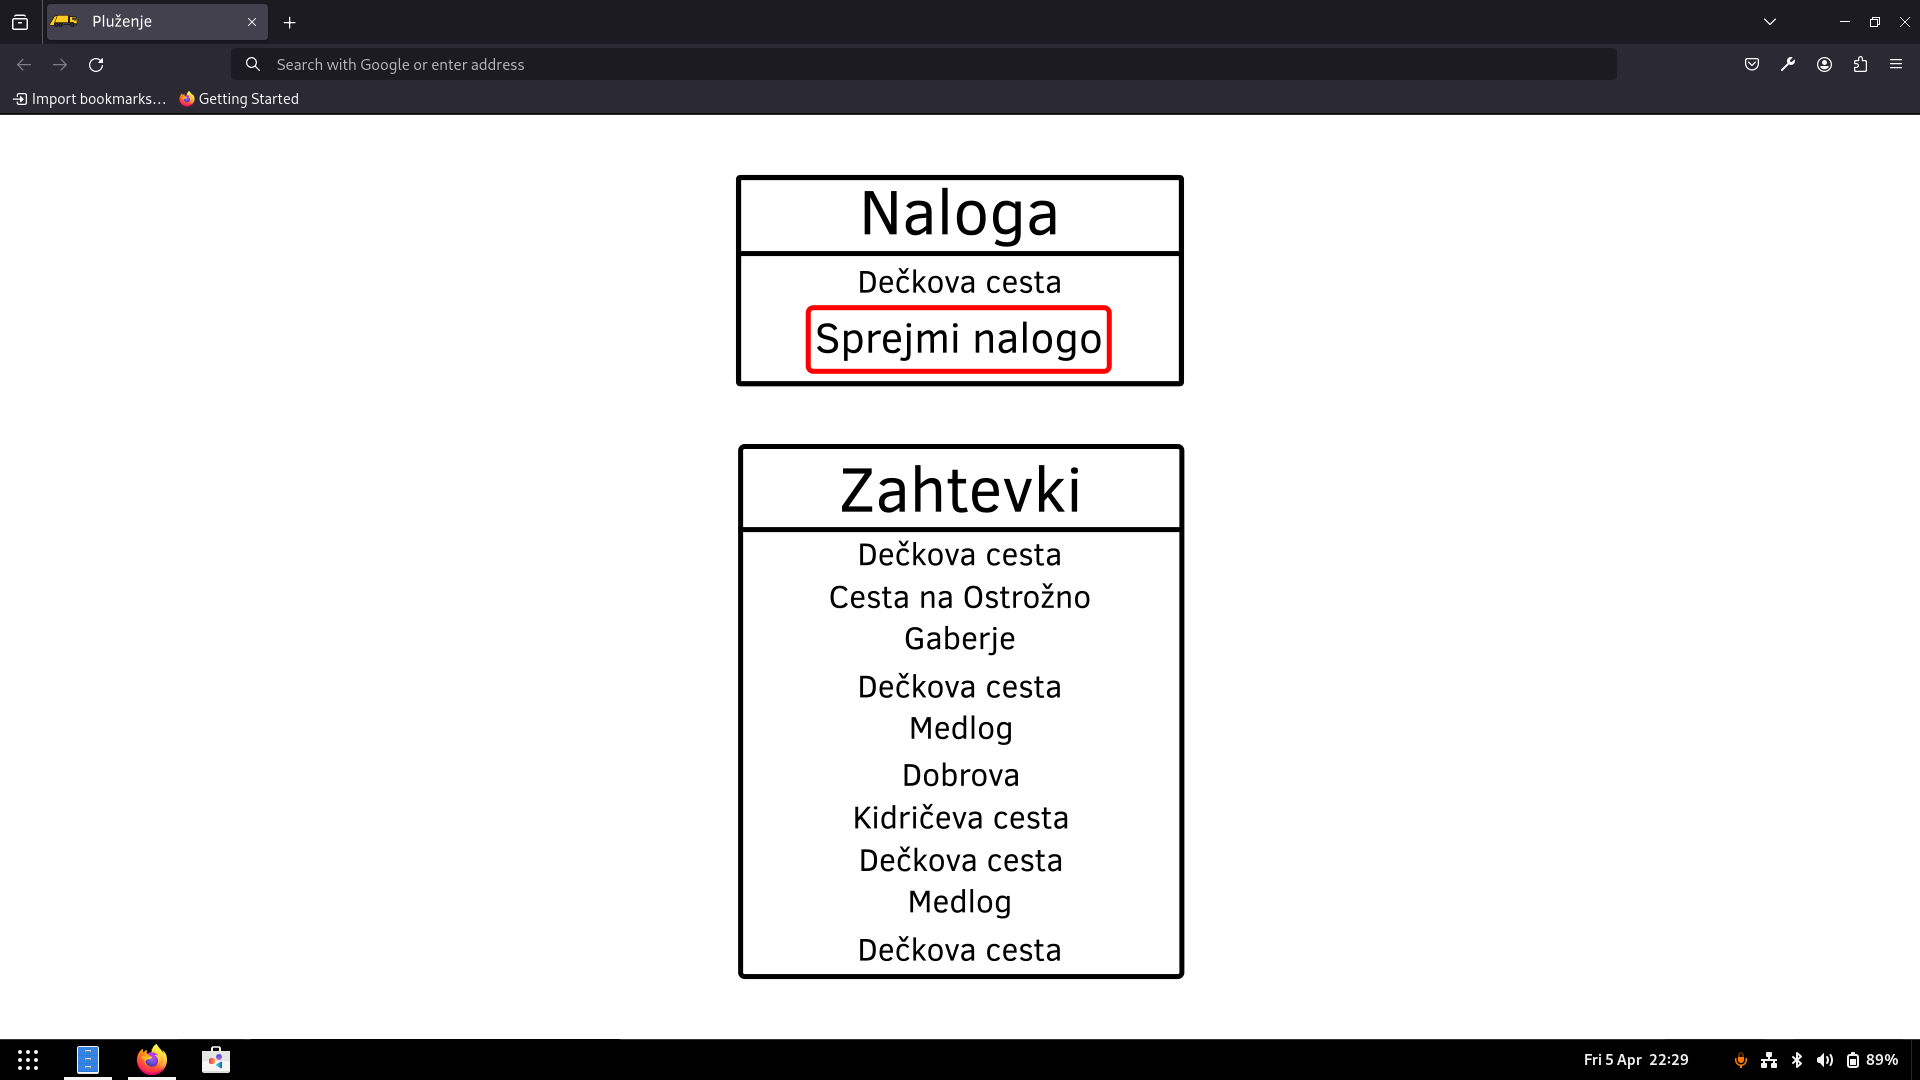 Pluženje
Search with Google or enter address
Import bookmarks…
Getting Started
Naloga
Dečkova cesta
Sprejmi nalogo
Zahtevki
Dečkova cesta
Cesta na Ostrožno
Gaberje
Dečkova cesta
Medlog
Dobrova
Kidričeva cesta
Dečkova cesta
Medlog
Dečkova cesta
Fri 5 Apr 22:29
89%